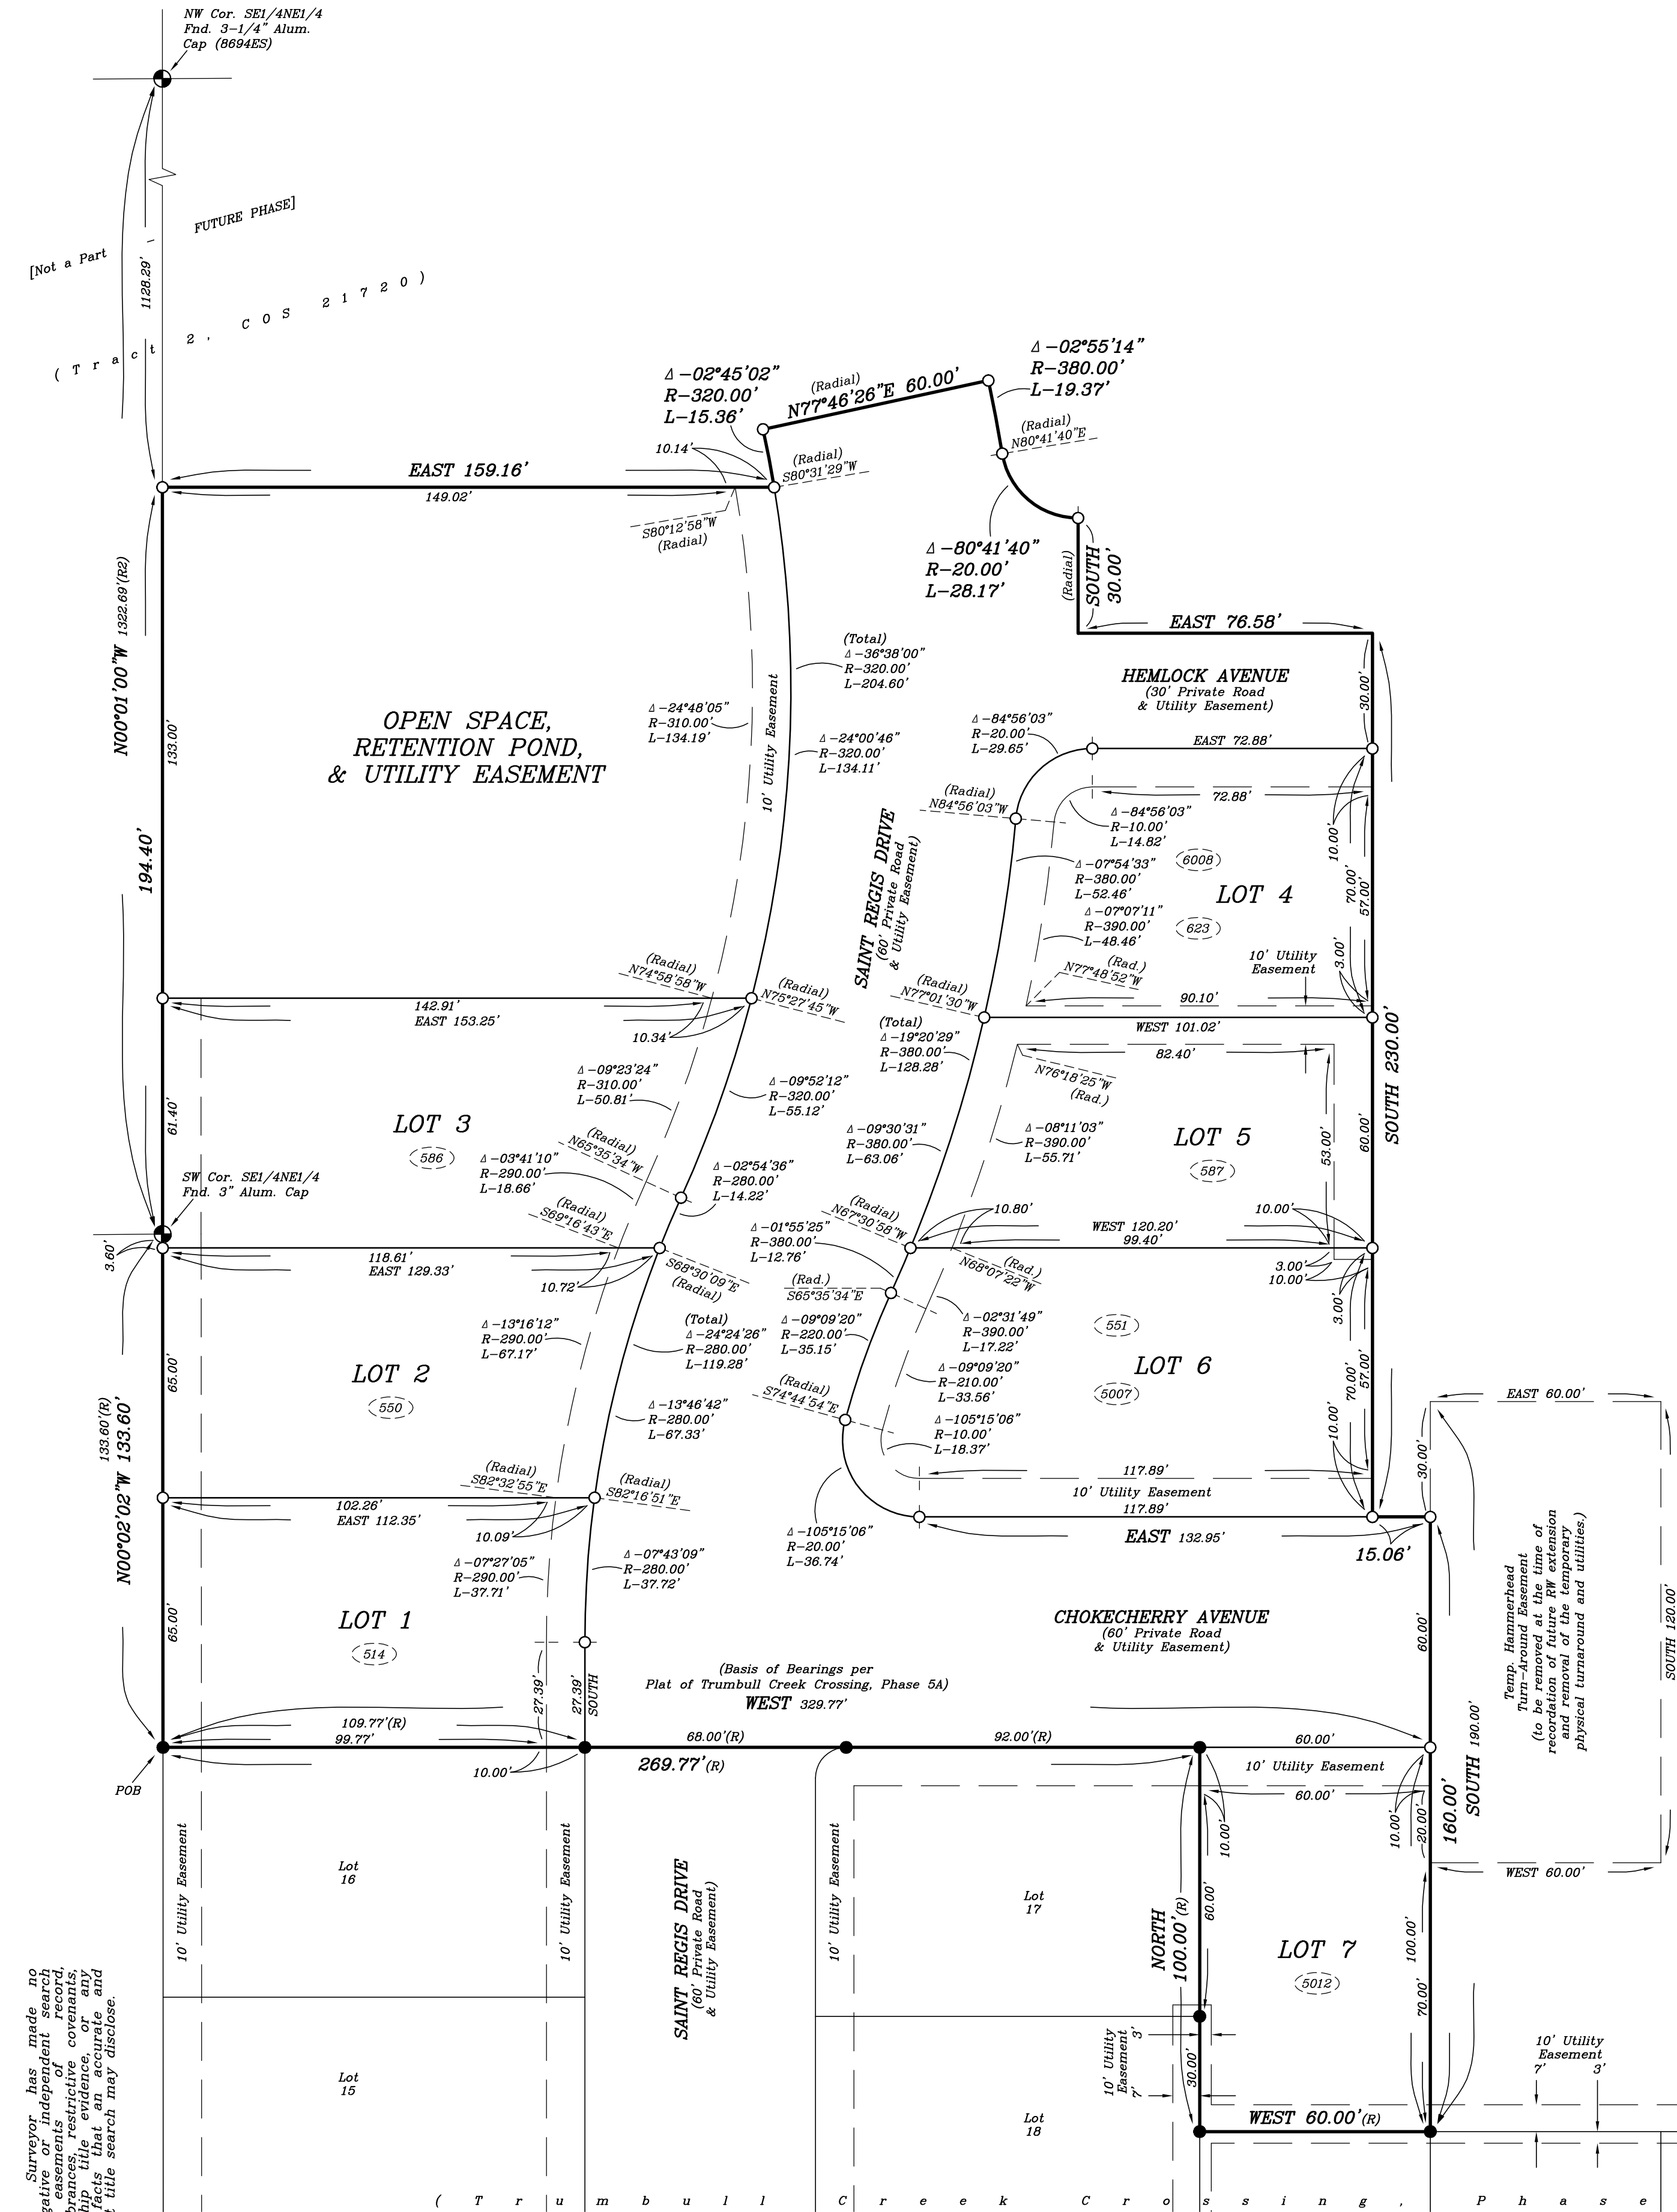 NW Cor. SE1/4NE1/4
Fnd. 3-1/4" Alum.
Cap (8694ES)
1128.29'
[Not a Part - FUTURE PHASE]
(Tract 2, COS 21720)
Δ-02°45'02"
R-320.00'
L-15.36'
(Radial)
N77°46'26"E 60.00'
Δ-02°55'14"
R-380.00'
L-19.37'
(Radial)
N80°41'40"E
10.14'
(Radial)
S80°31'29"W
EAST 159.16'
149.02'
S80°12'58"W
(Radial)
Δ-80°41'40"
R-20.00'
L-28.17'
(Radial)
SOUTH
30.00'
EAST 76.58'
N00°01'00"W 1322.69'(R2)
194.40'
133.00'
OPEN SPACE,
RETENTION POND,
& UTILITY EASEMENT
(Total)
Δ-36°38'00"
R-320.00'
L-204.60'
Δ-24°48'05"
R-310.00'
L-134.19'
10' Utility Easement
Δ-24°00'46"
R-320.00'
L-134.11'
HEMLOCK AVENUE
(30' Private Road
& Utility Easement)
30.00'
Δ-84°56'03"
R-20.00'
L-29.65'
EAST 72.88'
72.88'
(Radial)
N84°56'03"W
Δ-84°56'03"
R-10.00'
L-14.82'
10.00'
6008
SAINT REGIS DRIVE
(60' Private Road
& Utility Easement)
Δ-07°54'33"
R-380.00'
L-52.46'
LOT 4
70.00'
57.00'
Δ-07°07'11"
R-390.00'
L-48.46'
623
(Rad.)
N77°48'52"W
10' Utility
Easement
3.00'
(Radial)
N74°58'58"W
(Radial)
N75°27'45"W
(Radial)
N77°01'30"W
90.10'
142.91'
EAST 153.25'
10.34'
WEST 101.02'
82.40'
(Total)
Δ-19°20'29"
R-380.00'
L-128.28'
N76°18'25"W
(Rad.)
SOUTH 230.00'
61.40'
LOT 3
586
Δ-09°23'24"
R-310.00'
L-50.81'
Δ-09°52'12"
R-320.00'
L-55.12'
Δ-09°30'31"
R-380.00'
L-63.06'
Δ-08°11'03"
R-390.00'
L-55.71'
LOT 5
587
53.00'
60.00'
SW Cor. SE1/4NE1/4
Fnd. 3" Alum. Cap
Δ-03°41'10"
R-290.00'
L-18.66'
(Radial)
N65°35'34"W
Δ-02°54'36"
R-280.00'
L-14.22'
(Radial)
S69°16'43"E
(Radial)
N67°30'58"W
10.80'
10.00'
WEST 120.20'
99.40'
3.60'
118.61'
EAST 129.33'
10.72'
S68°30'09"E
(Radial)
Δ-01°55'25"
R-380.00'
L-12.76'
(Rad.)
N68°07'22"W
3.00'
10.00'
3.00'
(Rad.)
S65°35'34"E
(Total)
Δ-24°24'26"
R-280.00'
L-119.28'
Δ-09°09'20"
R-220.00'
L-35.15'
Δ-02°31'49"
R-390.00'
L-17.22'
551
Δ-13°16'12"
R-290.00'
L-67.17'
LOT 6
LOT 2
550
65.00'
133.60'(R)
N00°02'02"W 133.60'
Δ-09°09'20"
R-210.00'
L-33.56'
5007
(Radial)
S74°44'54"E
70.00'
57.00'
EAST 60.00'
Δ-13°46'42"
R-280.00'
L-67.33'
Δ-105°15'06"
R-10.00'
L-18.37'
10.00'
30.00'
(Radial)
S82°32'55"E
(Radial)
S82°16'51"E
117.89'
10' Utility Easement
117.89'
102.26'
EAST 112.35'
10.09'
EAST 132.95'
15.06'
Δ-105°15'06"
R-20.00'
L-36.74'
Δ-07°27'05"
R-290.00'
L-37.71'
Δ-07°43'09"
R-280.00'
L-37.72'
Temp. Hammerhead
Turn-Around Easement
(to be removed at the time of
recordation of future RW extension
and removal of the temporary
physical turnaround and utilities.)
SOUTH 120.00'
LOT 1
514
65.00'
CHOKECHERRY AVENUE
(60' Private Road
& Utility Easement)
60.00'
27.39'
27.39'
SOUTH
(Basis of Bearings per
Plat of Trumbull Creek Crossing, Phase 5A)
WEST 329.77'
SOUTH 190.00'
109.77'(R)
99.77'
68.00'(R)
92.00'(R)
60.00'
10.00'
269.77'(R)
POB
10' Utility Easement
60.00'
10.00'
10.00'
20.00'
160.00'
WEST 60.00'
10' Utility Easement
Lot
16
10' Utility Easement
SAINT REGIS DRIVE
(60' Private Road
& Utility Easement)
10' Utility Easement
Lot
17
NORTH
100.00'(R)
60.00'
LOT 7
5012
100.00'
70.00'
Surveyor has made no
gative or independent search
easements of record,
brances, restrictive covenants,
hip title evidence, or any
facts that an accurate and
t title search may disclose.
Lot
15
10' Utility
Easement
3'
7'
30.00'
10' Utility
Easement
7' 3'
Lot
18
WEST 60.00'(R)
(Trumbull Creek Crossing, Phase